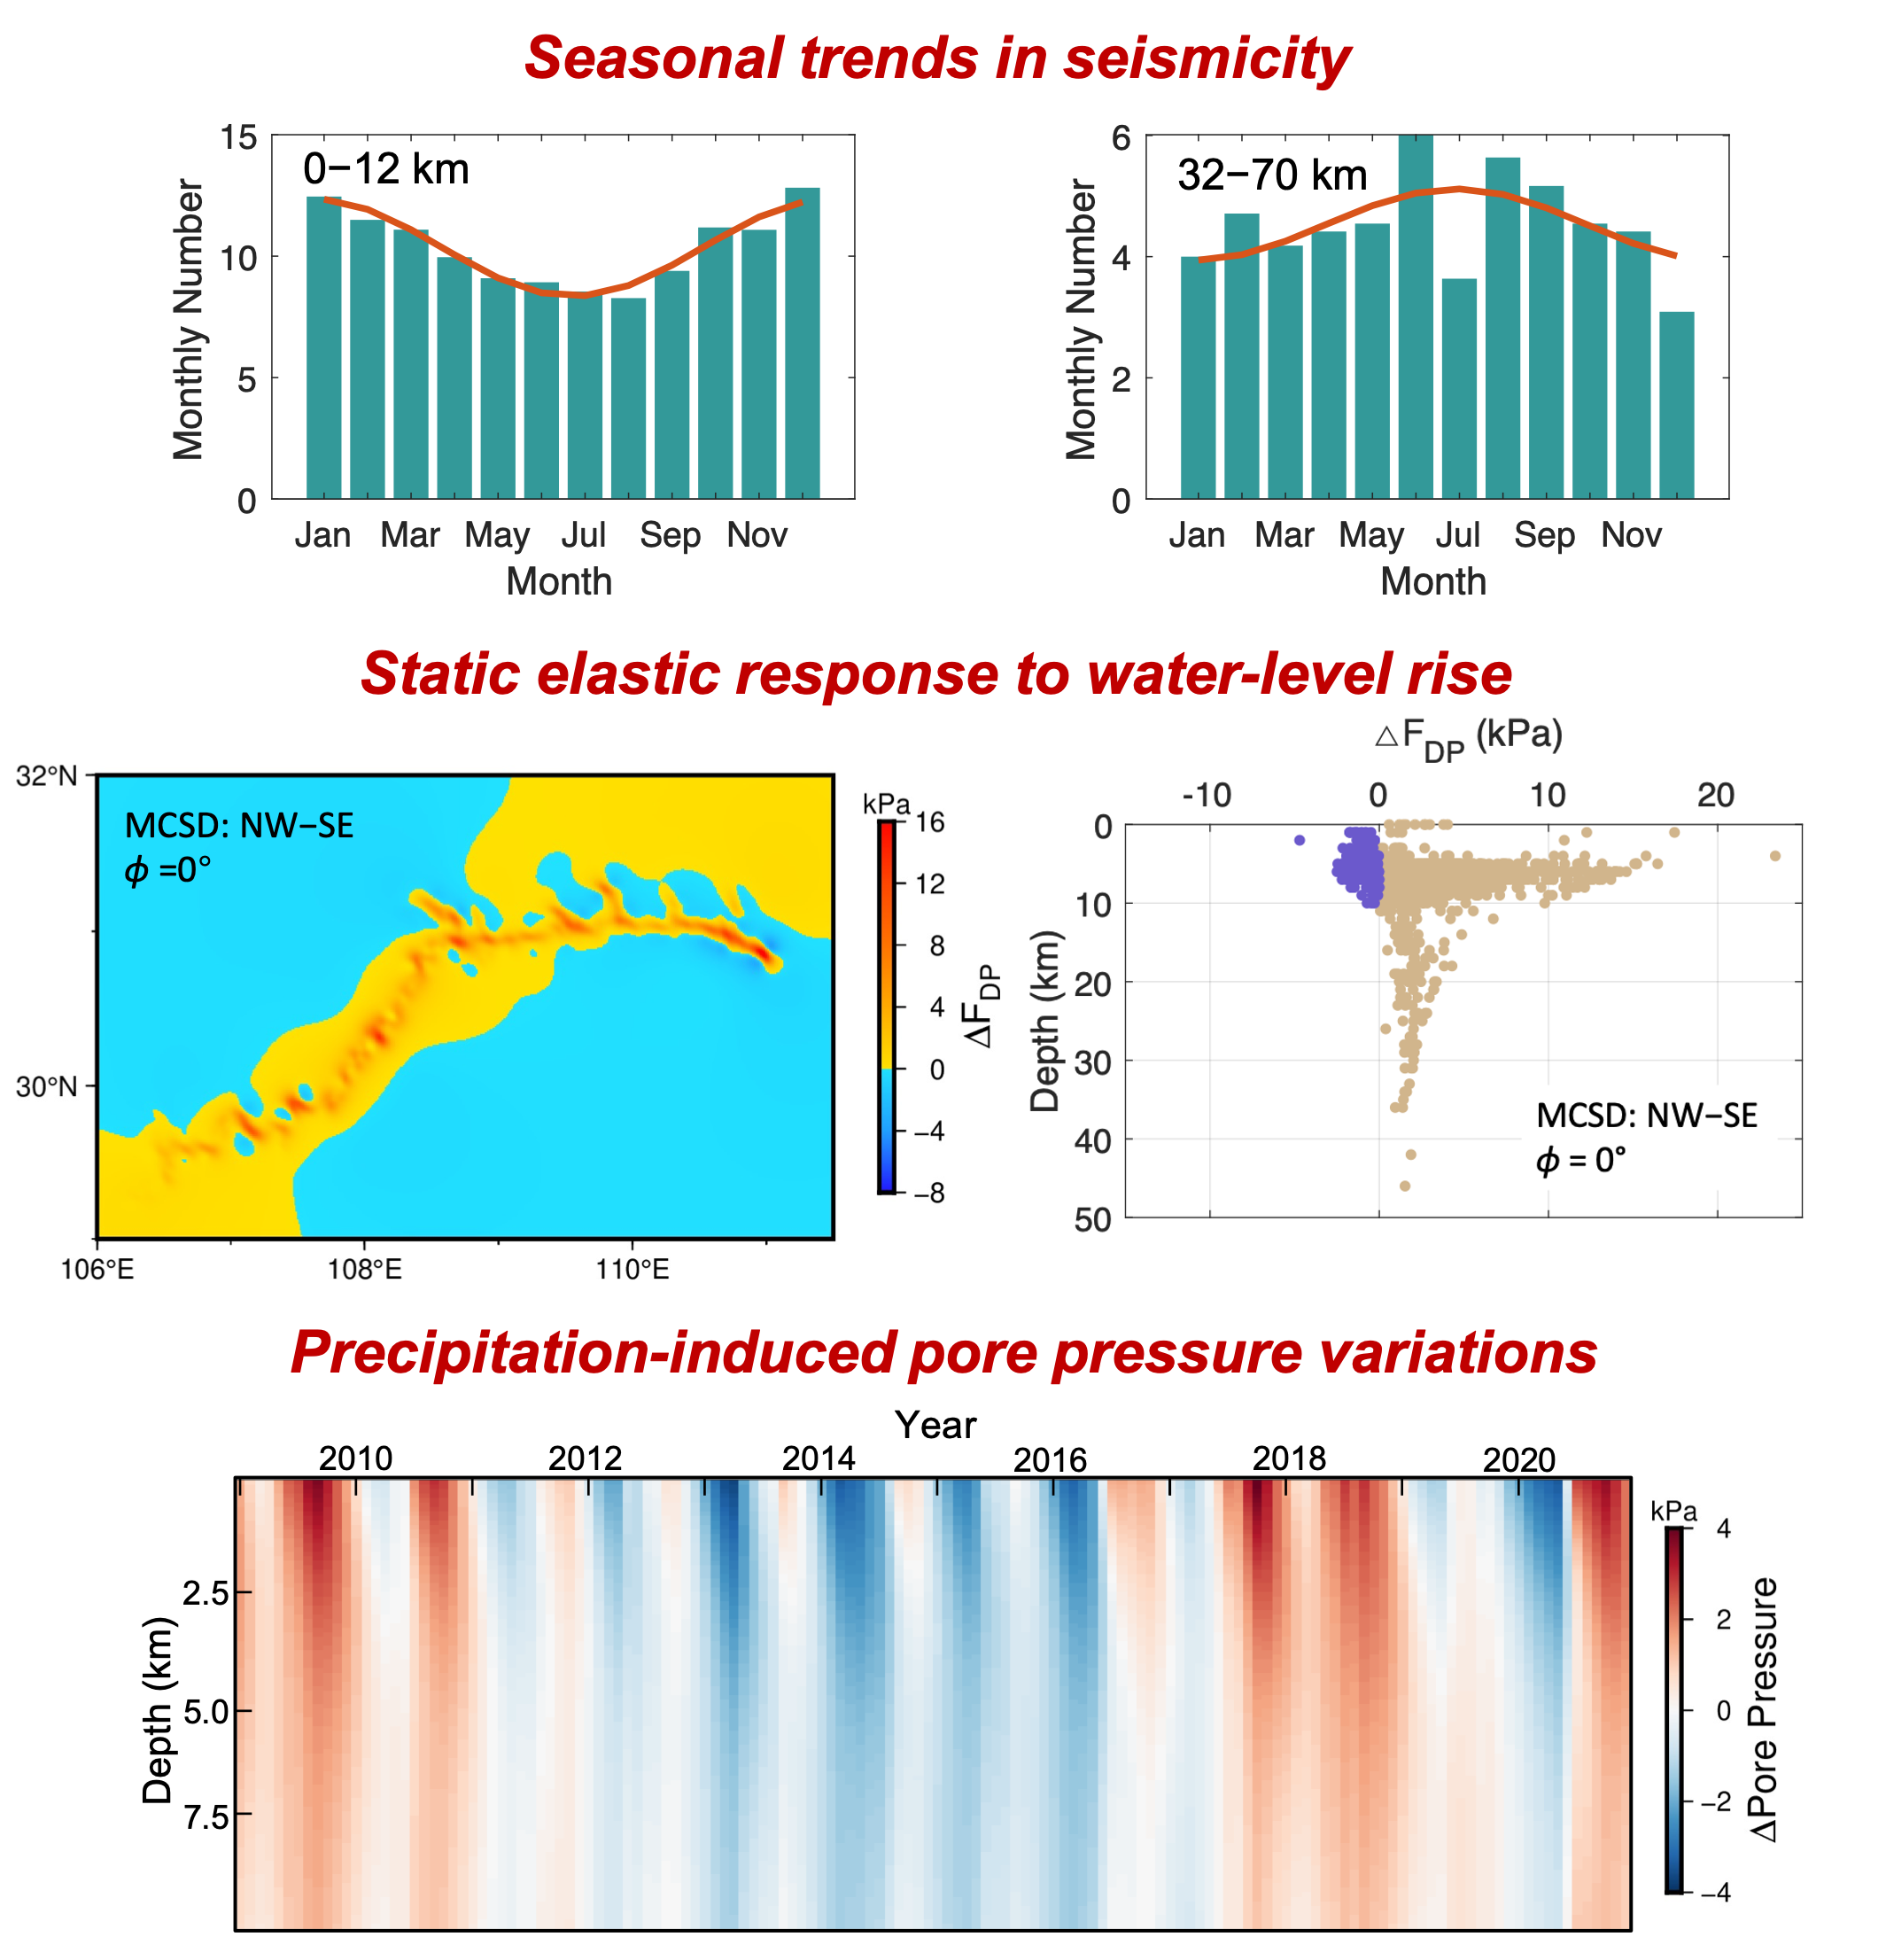 Seasonal trends in seismicity
15
10
5
0
Monthly Number
0−12 km
Jan Mar May Jul Sep Nov
Month
6
4
2
0
Monthly Number
32−70 km
Jan Mar May Jul Sep Nov
Month
Static elastic response to water-level rise
32°N
30°N
106°E 108°E 110°E
MCSD: NW−SE
ϕ =0°
kPa
16
12
8
4
0
−4
−8
ΔF_DP
△F_DP (kPa)
-10 0 10 20
0
10
20
30
40
50
Depth (km)
MCSD: NW−SE
ϕ = 0°
Precipitation-induced pore pressure variations
Year
2010 2012 2014 2016 2018 2020
2.5
5.0
7.5
Depth (km)
kPa
4
2
0
−2
−4
ΔPore Pressure